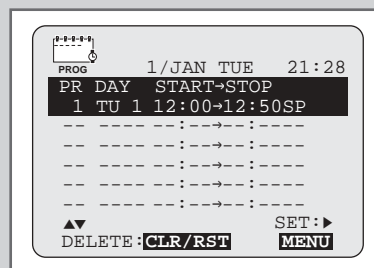 PROG 1/JAN TUE 21:28
PR DAY START→STOP
1 TU 1 12:00→12:50SP
-- --- --:--→--:----
-- --- --:--→--:----
-- --- --:--→--:----
-- --- --:--→--:----
-- --- --:--→--:----
▲▼ SET:▶
DELETE:CLR/RST MENU